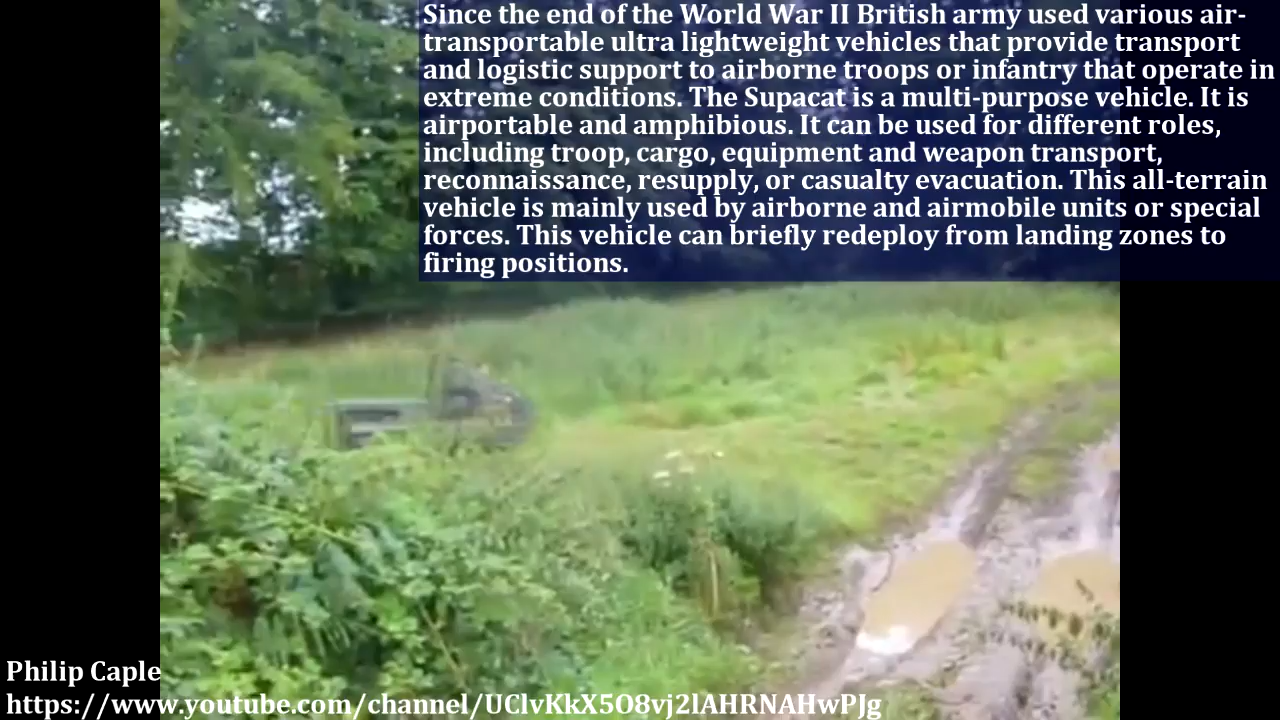 Since the end of the World War II British army used various air-
transportable ultra lightweight vehicles that provide transport
and logistic support to airborne troops or infantry that operate in
extreme conditions. The Supacat is a multi-purpose vehicle. It is
airportable and amphibious. It can be used for different roles,
including troop, cargo, equipment and weapon transport,
reconnaissance, resupply, or casualty evacuation. This all-terrain
vehicle is mainly used by airborne and airmobile units or special
forces. This vehicle can briefly redeploy from landing zones to
firing positions.
Philip Caple
https://www.youtube.com/channel/UClvKkX5O8vj2lAHRNAHwPJg